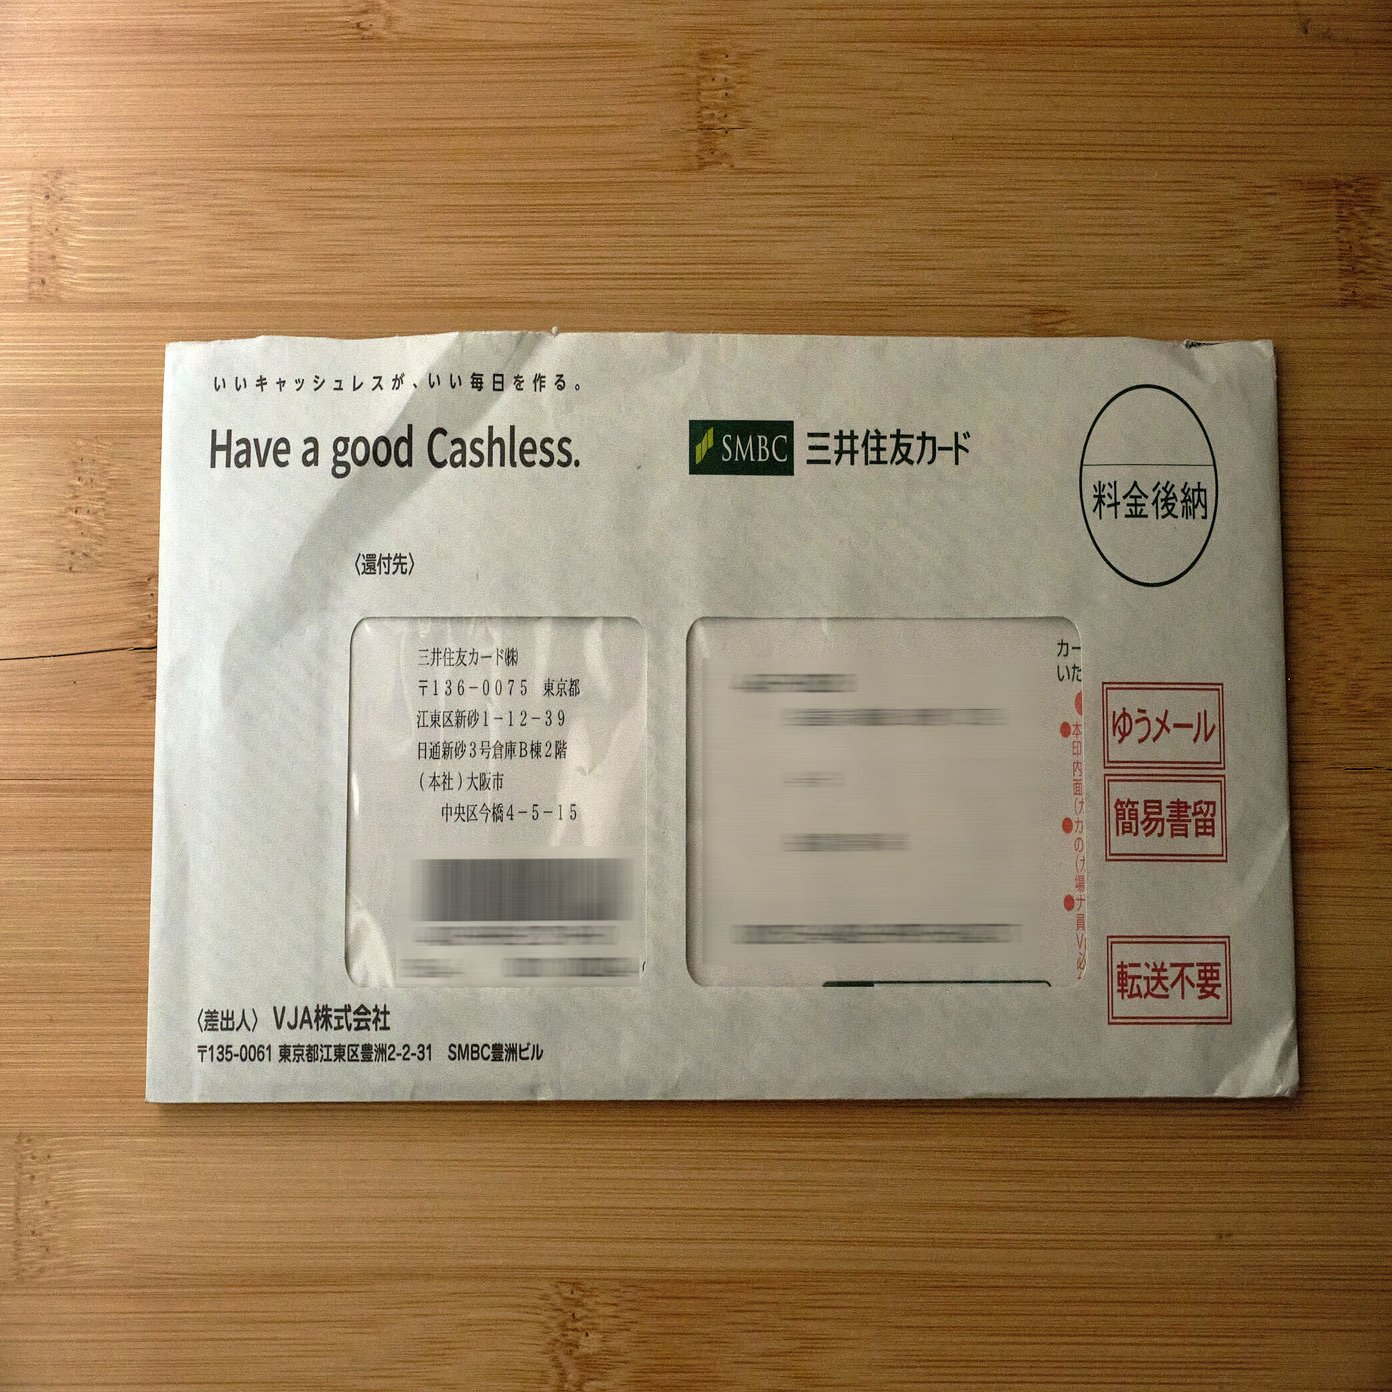 いいキャッシュレスが、いい毎日を作る。
Have a good Cashless.
SMBC 三井住友カード
料金後納
〈還付先〉
三井住友カード㈱
〒136-0075 東京都
江東区新砂1-12-39
日通新砂3号倉庫B棟2階
(本社)大阪市
中央区今橋4-5-15
カー
いた
ゆうメール
簡易書留
転送不要
〈差出人〉 VJA株式会社
〒135-0061 東京都江東区豊洲2-2-31 SMBC豊洲ビル